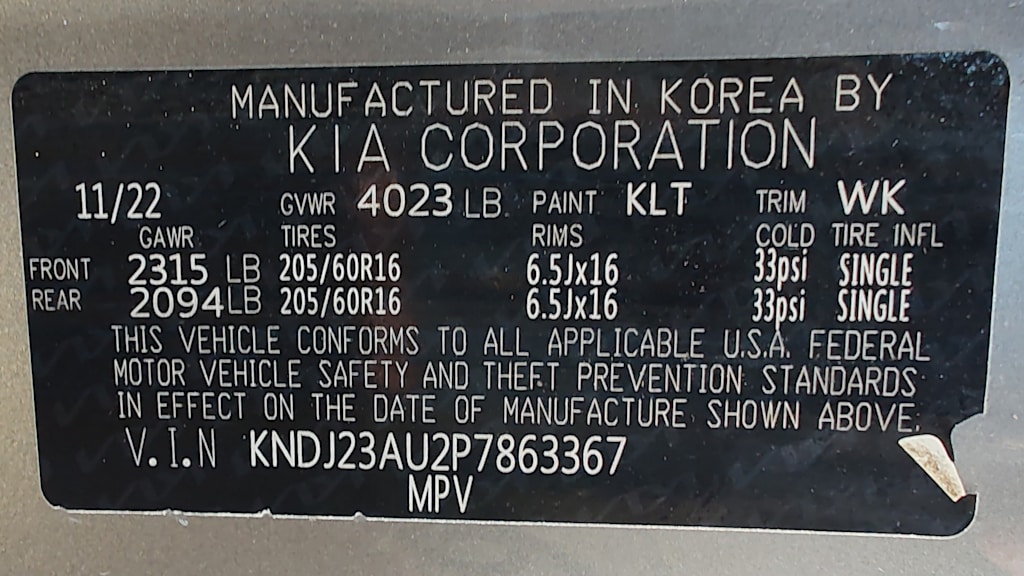 MANUFACTURED IN KOREA BY
KIA CORPORATION
11/22 GVWR 4023 LB PAINT KLT TRIM WK
GAWR TIRES RIMS COLD TIRE INFL
FRONT 2315 LB 205/60R16 6.5Jx16 33psi SINGLE
REAR 2094 LB 205/60R16 6.5Jx16 33psi SINGLE
THIS VEHICLE CONFORMS TO ALL APPLICABLE U.S.A. FEDERAL
MOTOR VEHICLE SAFETY AND THEFT PREVENTION STANDARDS
IN EFFECT ON THE DATE OF MANUFACTURE SHOWN ABOVE.
V.I.N KNDJ23AU2P7863367
MPV